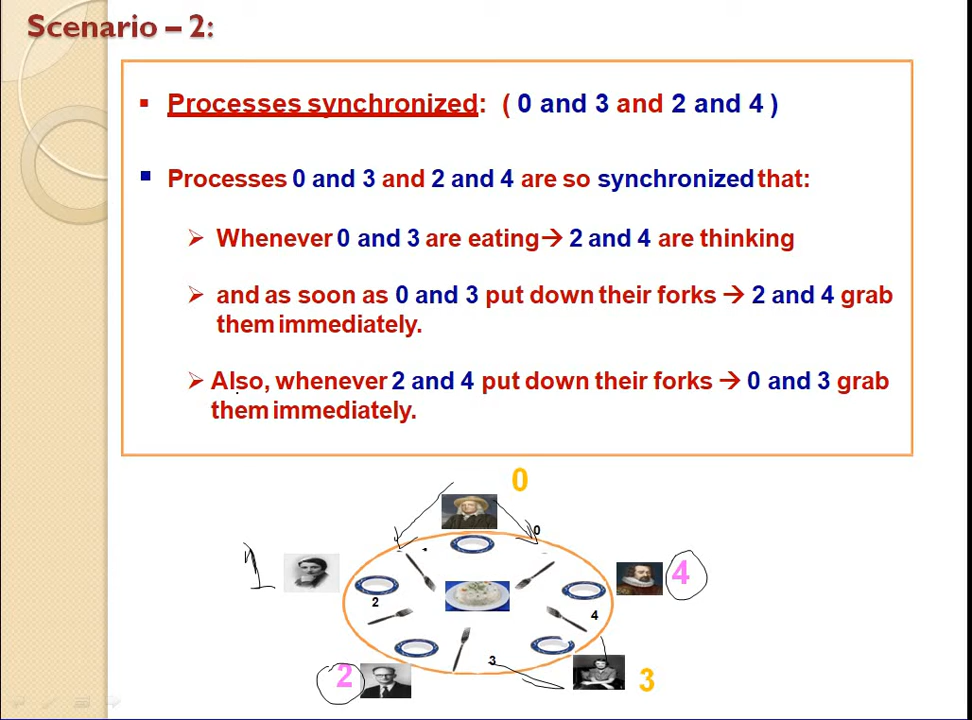 Scenario – 2:
▪ Processes synchronized: ( 0 and 3 and 2 and 4 )
▪ Processes 0 and 3 and 2 and 4 are so synchronized that:
➢ Whenever 0 and 3 are eating→ 2 and 4 are thinking
➢ and as soon as 0 and 3 put down their forks → 2 and 4 grab
them immediately.
➢ Also, whenever 2 and 4 put down their forks → 0 and 3 grab
them immediately.
0
0
1
4
2
4
3
2
3